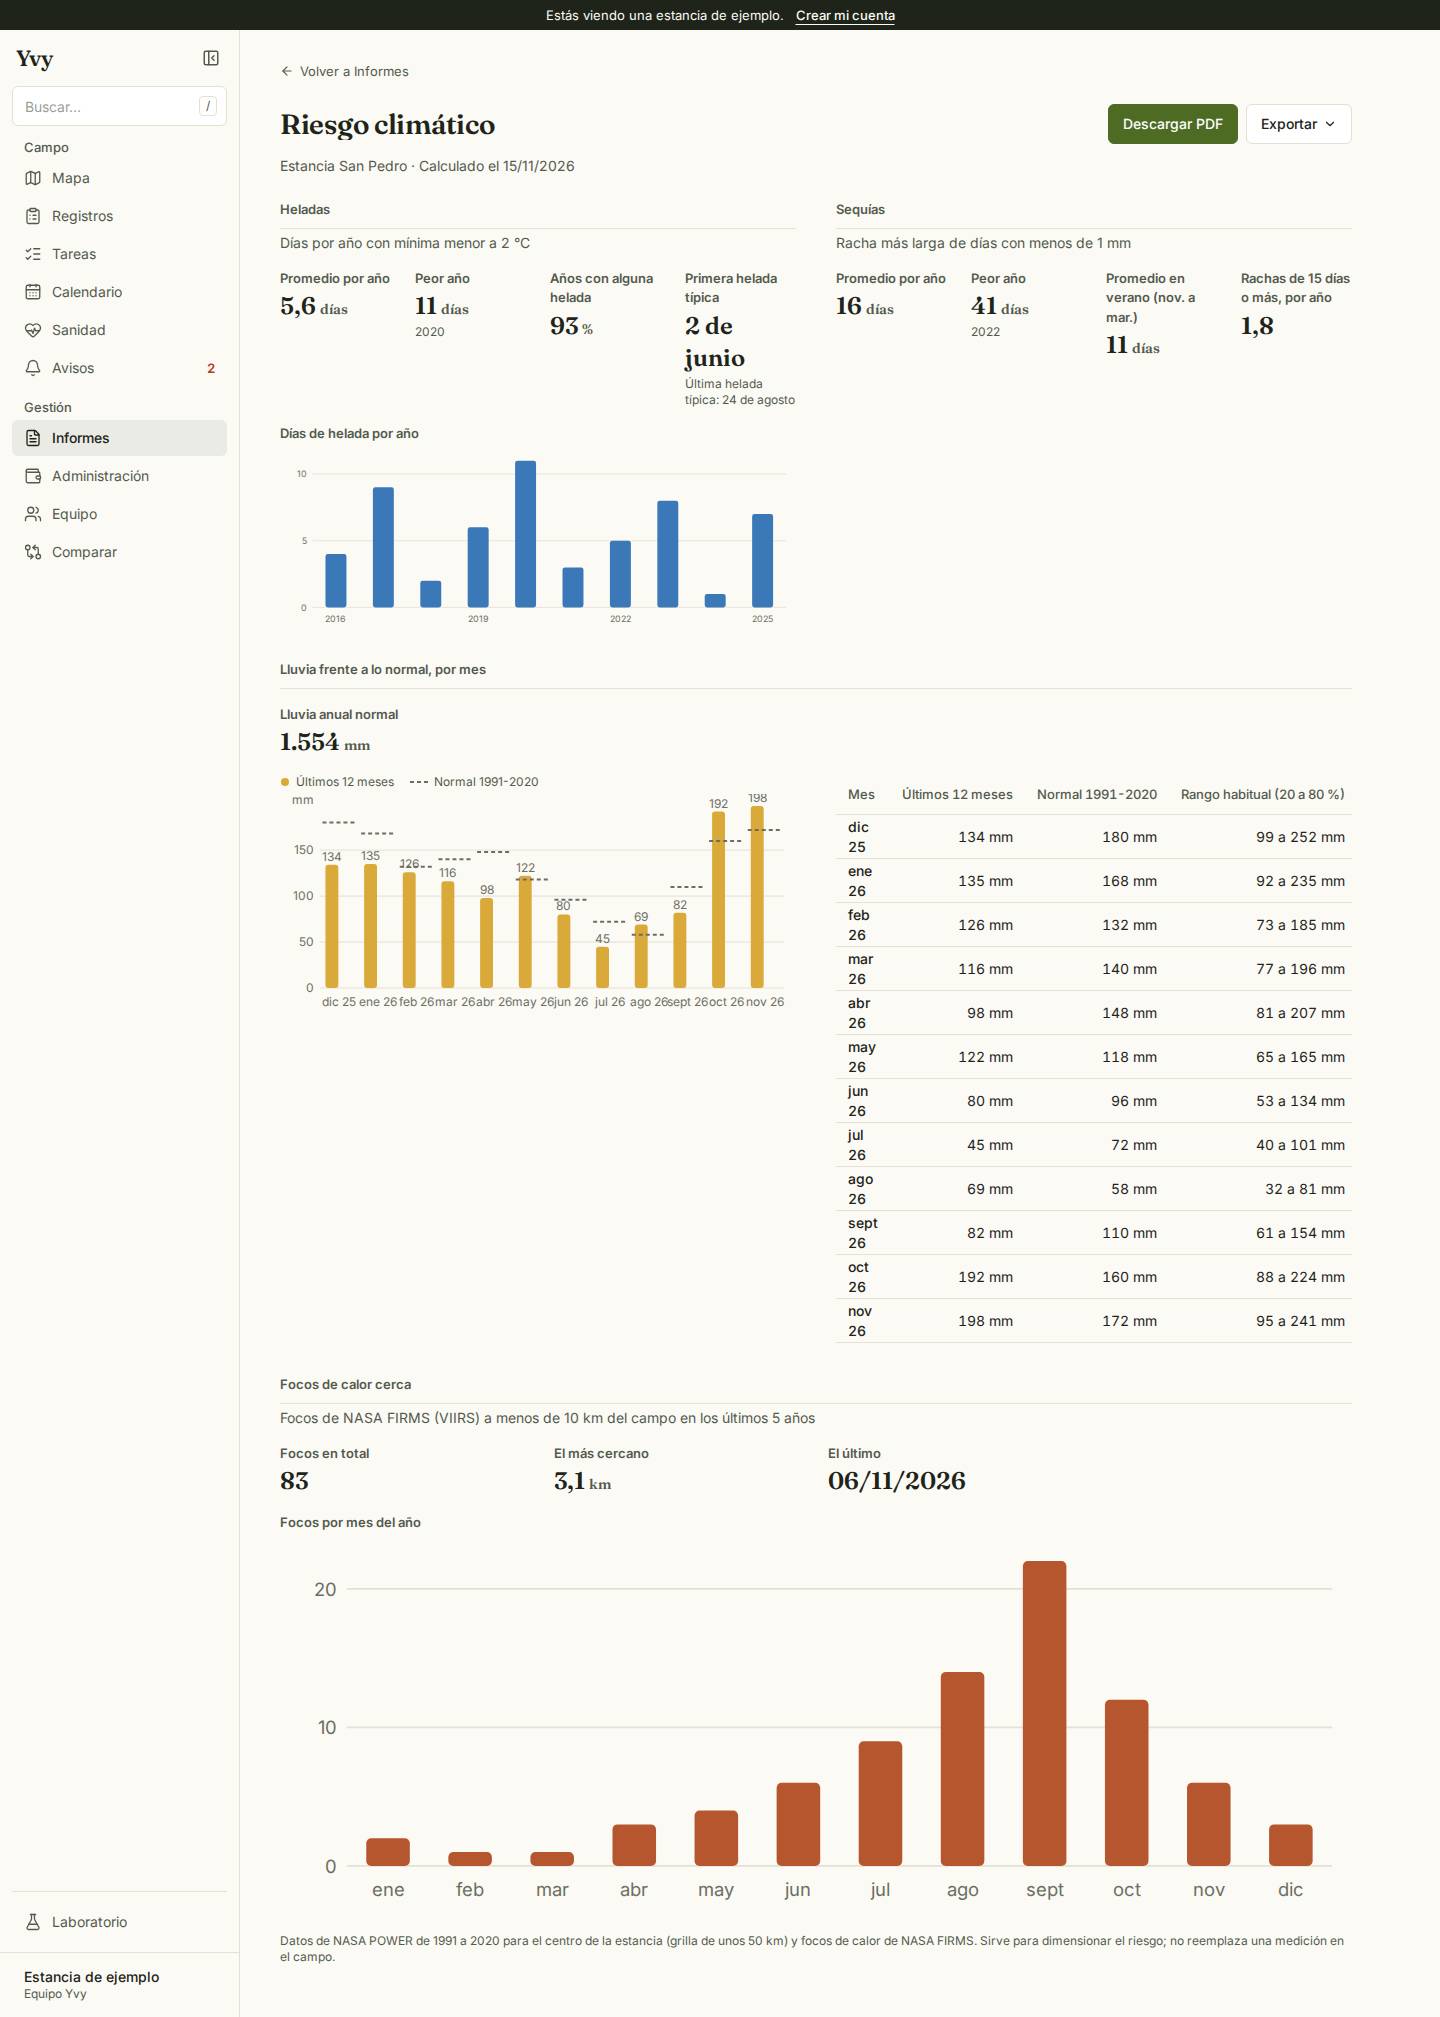 Estás viendo una estancia de ejemplo. Crear mi cuenta
Yvy
Buscar... /
Campo
Mapa
Registros
Tareas
Calendario
Sanidad
Avisos 2
Gestión
Informes
Administración
Equipo
Comparar
Laboratorio
Estancia de ejemplo
Equipo Yvy
Volver a Informes
Riesgo climático
Descargar PDF Exportar
Estancia San Pedro · Calculado el 15/11/2026
Heladas
Días por año con mínima menor a 2 °C
Promedio por año
5,6 días
Peor año
11 días
2020
Años con alguna
helada
93 %
Primera helada
típica
2 de
junio
Última helada
típica: 24 de agosto
Días de helada por año
10
5
0
2016 2019 2022 2025
Sequías
Racha más larga de días con menos de 1 mm
Promedio por año
16 días
Peor año
41 días
2022
Promedio en
verano (nov. a
mar.)
11 días
Rachas de 15 días
o más, por año
1,8
Lluvia frente a lo normal, por mes
Lluvia anual normal
1.554 mm
Últimos 12 meses Normal 1991-2020
mm
150
100
50
0
134 135 126 116 98 122 80 45 69 82 192 198
dic 25 ene 26 feb 26 mar 26 abr 26 may 26 jun 26 jul 26 ago 26 sept 26 oct 26 nov 26
Mes Últimos 12 meses Normal 1991-2020 Rango habitual (20 a 80 %)
dic
25 134 mm 180 mm 99 a 252 mm
ene
26 135 mm 168 mm 92 a 235 mm
feb
26 126 mm 132 mm 73 a 185 mm
mar
26 116 mm 140 mm 77 a 196 mm
abr
26 98 mm 148 mm 81 a 207 mm
may
26 122 mm 118 mm 65 a 165 mm
jun
26 80 mm 96 mm 53 a 134 mm
jul
26 45 mm 72 mm 40 a 101 mm
ago
26 69 mm 58 mm 32 a 81 mm
sept
26 82 mm 110 mm 61 a 154 mm
oct
26 192 mm 160 mm 88 a 224 mm
nov
26 198 mm 172 mm 95 a 241 mm
Focos de calor cerca
Focos de NASA FIRMS (VIIRS) a menos de 10 km del campo en los últimos 5 años
Focos en total
83
El más cercano
3,1 km
El último
06/11/2026
Focos por mes del año
20
10
0
ene feb mar abr may jun jul ago sept oct nov dic
Datos de NASA POWER de 1991 a 2020 para el centro de la estancia (grilla de unos 50 km) y focos de calor de NASA FIRMS. Sirve para dimensionar el riesgo; no reemplaza una medición en
el campo.